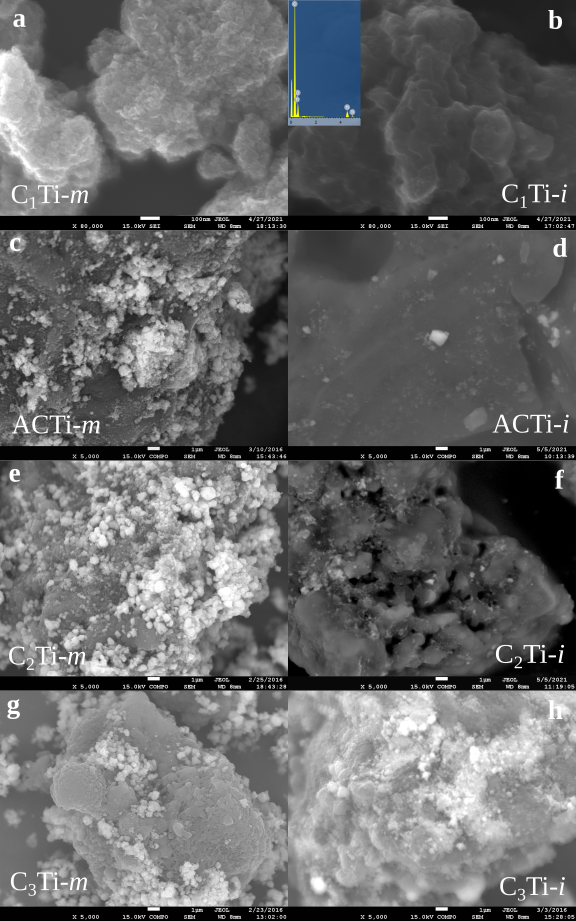 a
C₁Ti-m
100nm JEOL 4/27/2021
X 80,000 15.0kV SEI SEM WD 8mm 18:13:30
b
0 2 4
C₁Ti-i
100nm JEOL 4/27/2021
X 80,000 15.0kV SEI SEM WD 8mm 17:02:47
c
ACTi-m
1µm JEOL 3/10/2016
X 5,000 15.0kV COMPO SEM WD 8mm 15:43:46
d
ACTi-i
1µm JEOL 5/5/2021
X 5,000 15.0kV COMPO SEM WD 8mm 10:13:39
e
C₂Ti-m
1µm JEOL 2/25/2016
X 5,000 15.0kV COMPO SEM WD 8mm 18:43:28
f
C₂Ti-i
1µm JEOL 5/5/2021
X 5,000 15.0kV COMPO SEM WD 8mm 11:19:05
g
C₃Ti-m
1µm JEOL 2/23/2016
X 5,000 15.0kV COMPO SEM WD 8mm 13:02:00
h
C₃Ti-i
1µm JEOL 3/3/2016
X 5,000 15.0kV COMPO SEM WD 8mm